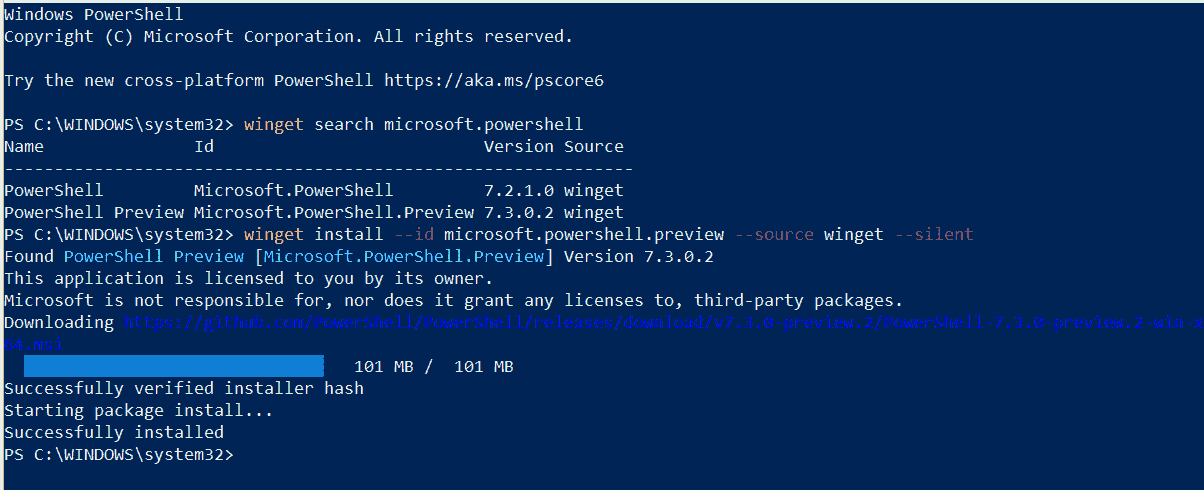 Windows PowerShell
Copyright (C) Microsoft Corporation. All rights reserved.
Try the new cross-platform PowerShell https://aka.ms/pscore6
PS C:\WINDOWS\system32> winget search microsoft.powershell
Name Id Version Source
---------------------------------------------------------------
PowerShell Microsoft.PowerShell 7.2.1.0 winget
PowerShell Preview Microsoft.PowerShell.Preview 7.3.0.2 winget
PS C:\WINDOWS\system32> winget install --id microsoft.powershell.preview --source winget --silent
Found PowerShell Preview [Microsoft.PowerShell.Preview] Version 7.3.0.2
This application is licensed to you by its owner.
Microsoft is not responsible for, nor does it grant any licenses to, third-party packages.
Downloading https://github.com/PowerShell/PowerShell/releases/download/v7.3.0-preview.2/PowerShell-7.3.0-preview.2-win-x
64.msi
101 MB / 101 MB
Successfully verified installer hash
Starting package install...
Successfully installed
PS C:\WINDOWS\system32>